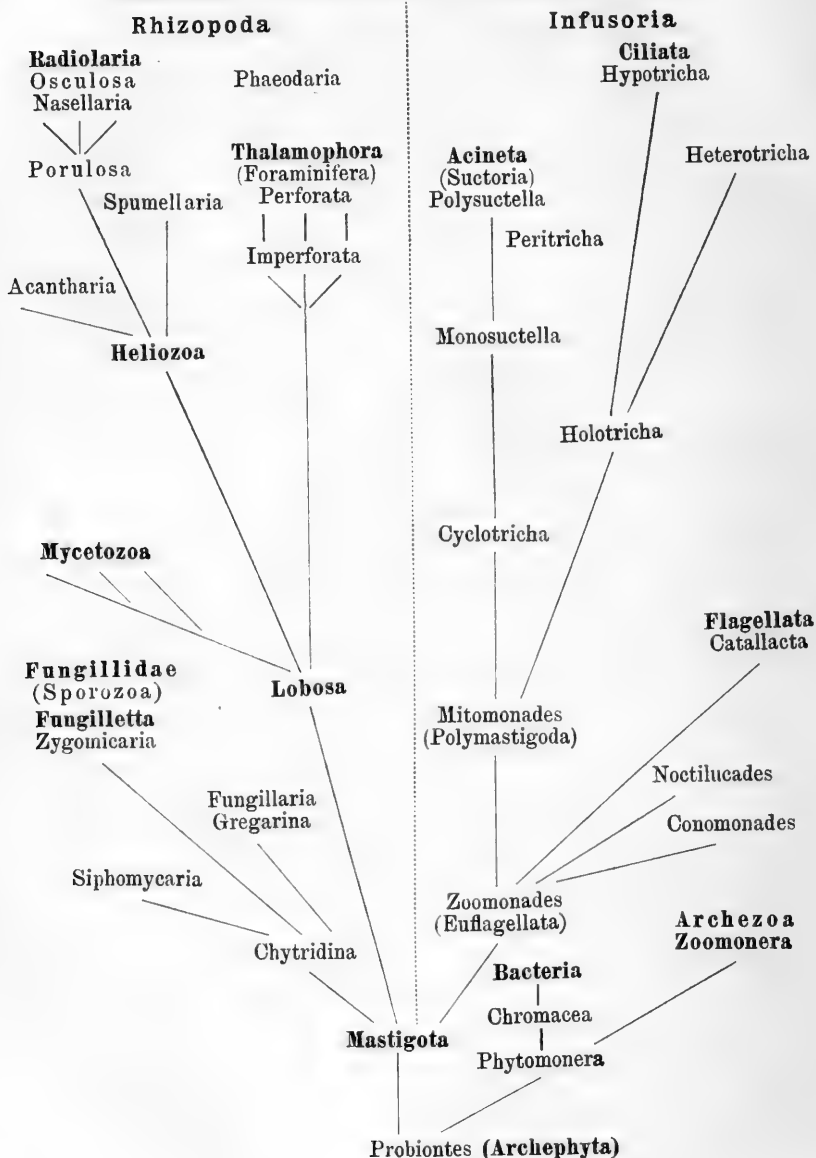 Rhizopoda
Infusoria
Radiolaria
Osculosa
Nasellaria
Phaeodaria
Ciliata
Hypotricha
Porulosa
Spumellaria
Thalamophora
(Foraminifera)
Perforata
Imperforata
Acineta
(Suctoria)
Polysuctella
Peritricha
Heterotricha
Acantharia
Heliozoa
Monosuctella
Holotricha
Cyclotricha
Mycetozoa
Lobosa
Flagellata
Catallacta
Fungillidae
(Sporozoa)
Fungilletta
Zygomicaria
Mitomonades
(Polymastigoda)
Fungillaria
Gregarina
Noctilucades
Conomonades
Siphomycaria
Chytridina
Zoomonades
(Euflagellata)
Archezoa
Zoomonera
Bacteria
Chromacea
Mastigota
Phytomonera
Probiontes (Archephyta)